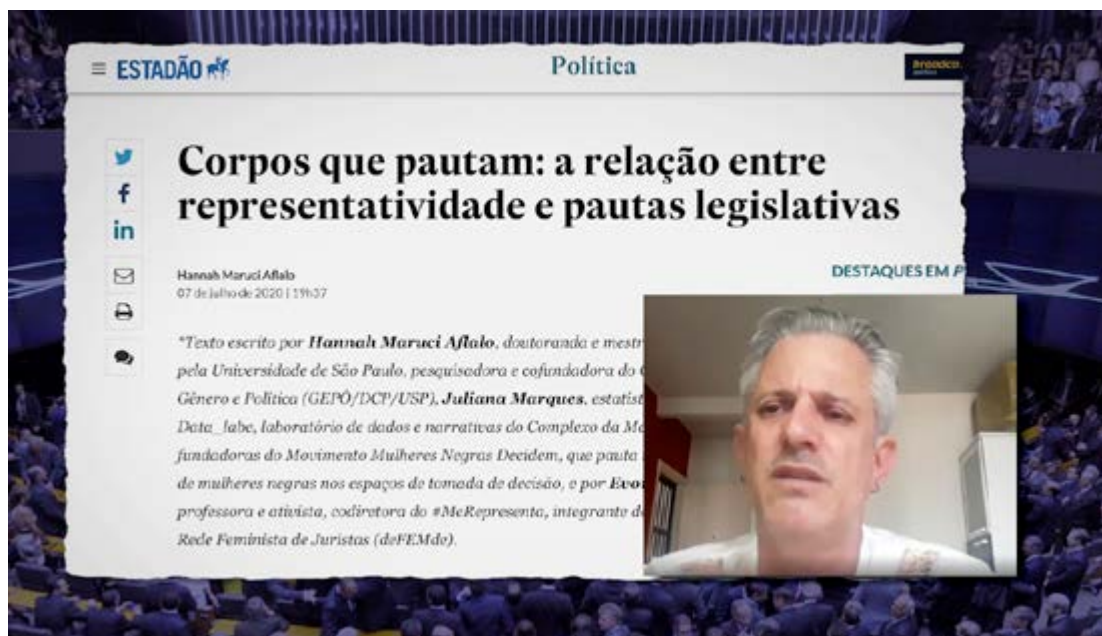 ESTADÃO
Política
Broadca
Corpos que pautam: a relação entre
representatividade e pautas legislativas
Hannah Maruci Aflalo
07 de julho de 2020 | 19h37
DESTAQUES EM P
*Texto escrito por Hannah Maruci Aflalo, doutoranda e mestr
pela Universidade de São Paulo, pesquisadora e cofundadora do G
Gênero e Política (GEPÔ/DCP/USP), Juliana Marques, estatíst
Data_labe, laboratório de dados e narrativas do Complexo da Ma
fundadoras do Movimento Mulheres Negras Decidem, que pauta
de mulheres negras nos espaços de tomada de decisão, e por Evor
professora e ativista, codiretora do #MeRepresenta, integrante d
Rede Feminista de Juristas (deFEMde).